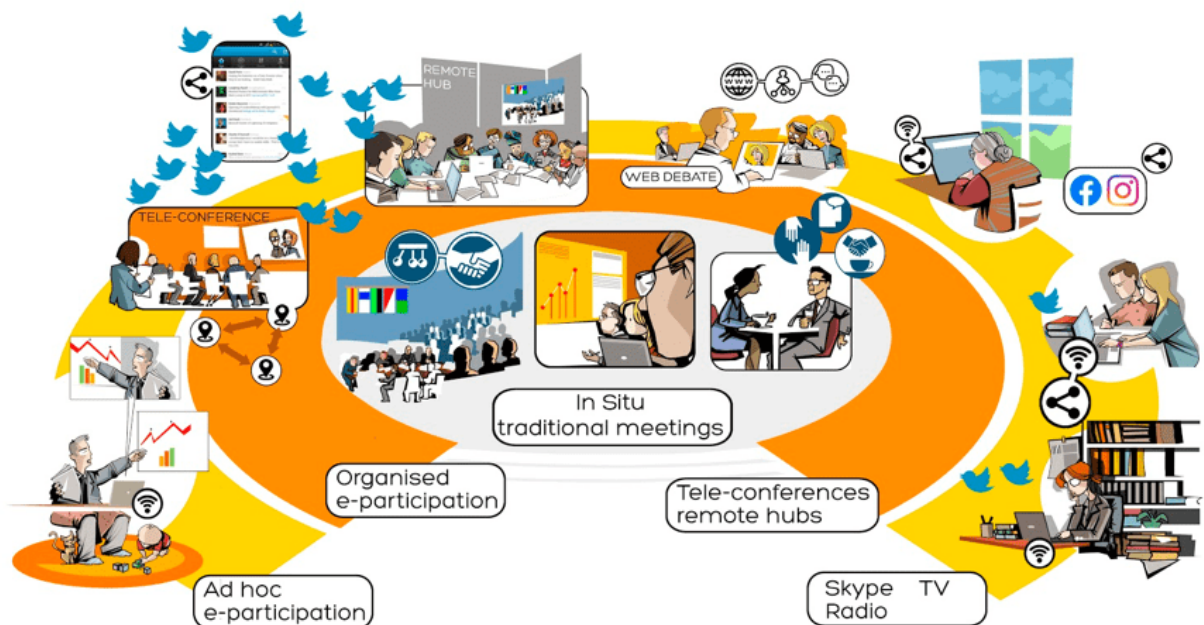 REMOTE
HUB
WWW
WEB DEBATE
TELE-CONFERENCE
In Situ
traditional meetings
Organised
e-participation
Tele-conferences
remote hubs
Ad hoc
e-participation
Skype TV
Radio